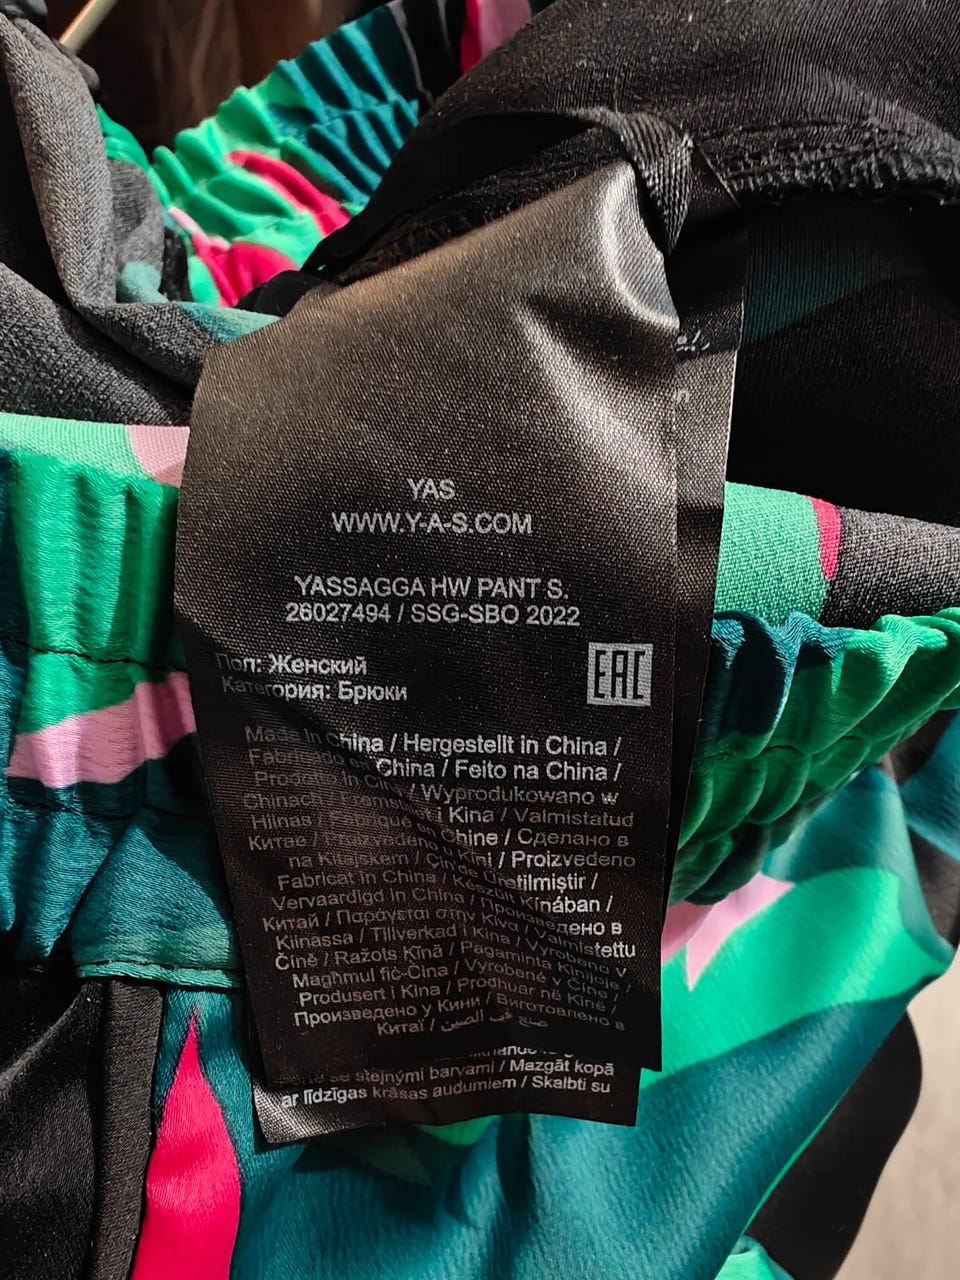 YAS
WWW.Y-A-S.COM
YASSAGGA HW PANT S.
26027494 / SSG-SBO 2022
Пол: Женский
Категория: Брюки
EAC
Made in China / Hergestellt in China /
Fabricado en China / Feito na China /
Prodotto in Cina / Wyprodukowano w
Chinach / Fremstillet i Kina / Valmistatud
Hiinas / Fabriqué en Chine / Сделано в
Китае / Proizvedeno u Kini / Proizvedeno
na Kitajskem / Çin'de Üretilmiştir /
Fabricat în China / Készült Kínában /
Vervaardigd in China / Произведено в
Китай / Παράγεται στην Κίνα / Valmistettu
Kiinassa / Tillverkad i Kina / Vyrobeno v
Číně / Ražots Ķīnā / Pagaminta Kinijoje /
Magħmul fiċ-Ċina / Vyrobené v Číne /
Produsert i Kina / Prodhuar në Kinë /
Произведено у Кини / Виготовлено в
Китаї / صنع في الصين
se stejnými barvami / Mazgāt kopā
ar līdzīgas krāsas audumiem / Skalbti su